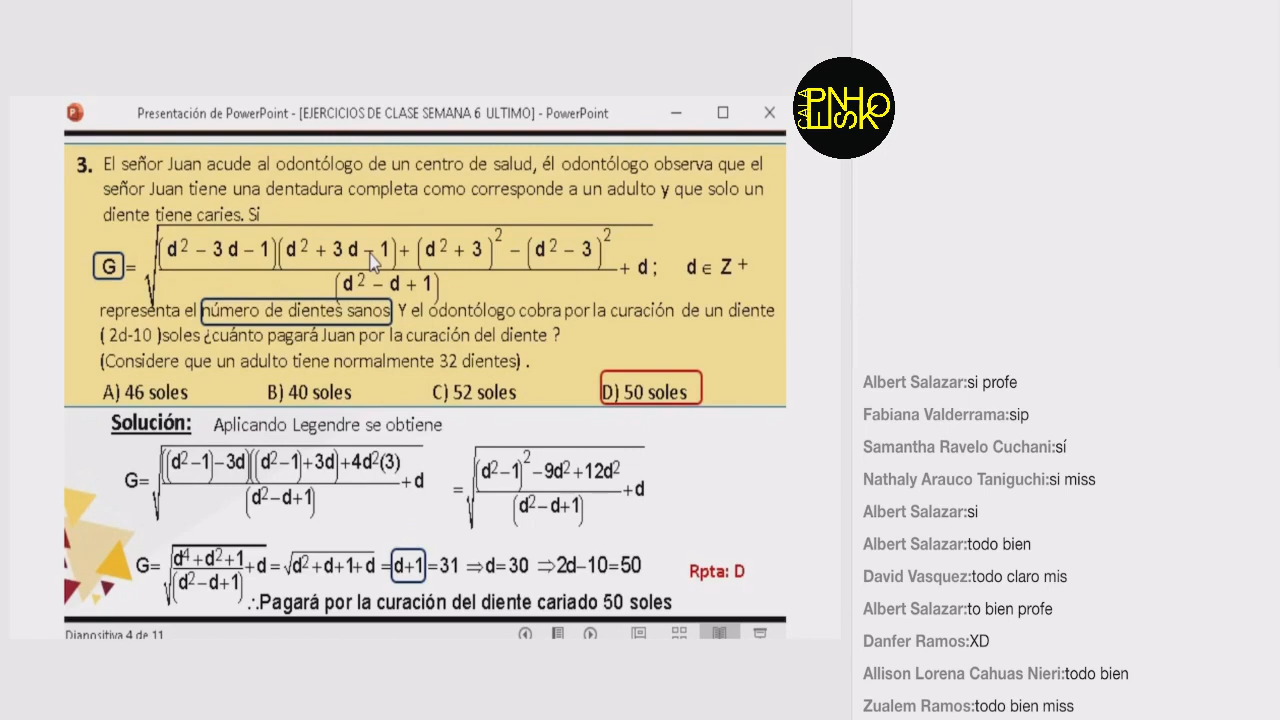 Presentación de PowerPoint - [EJERCICIOS DE CLASE SEMANA 6 ULTIMO] - PowerPoint
3. El señor Juan acude al odontólogo de un centro de salud, él odontólogo observa que el
señor Juan tiene una dentadura completa como corresponde a un adulto y que solo un
diente tiene caries. Si
G = √((d² − 3d − 1)(d² + 3d − 1) + (d² + 3)² − (d² − 3)² / (d² − d + 1) + d ; d ∈ Z +
representa el número de dientes sanos. Y el odontólogo cobra por la curación de un diente
( 2d-10 )soles ¿cuánto pagará Juan por la curación del diente ?
(Considere que un adulto tiene normalmente 32 dientes) .
A) 46 soles B) 40 soles C) 52 soles D) 50 soles
Solución: Aplicando Legendre se obtiene
G= √(((d²−1)−3d)((d²−1)+3d)+4d²(3) / (d²−d+1) +d = √((d²−1)²−9d²+12d² / (d²−d+1) +d
G= √(d⁴+d²+1 / (d²−d+1) +d = √d²+d+1+d = d+1 =31 ⇒d=30 ⇒2d−10=50 Rpta: D
∴Pagará por la curación del diente cariado 50 soles
Diapositiva 4 de 11
CALA
PNHO
ESK
Albert Salazar:si profe
Fabiana Valderrama:sip
Samantha Ravelo Cuchani:sí
Nathaly Arauco Taniguchi:si miss
Albert Salazar:si
Albert Salazar:todo bien
David Vasquez:todo claro mis
Albert Salazar:to bien profe
Danfer Ramos:XD
Allison Lorena Cahuas Nieri:todo bien
Zualem Ramos:todo bien miss